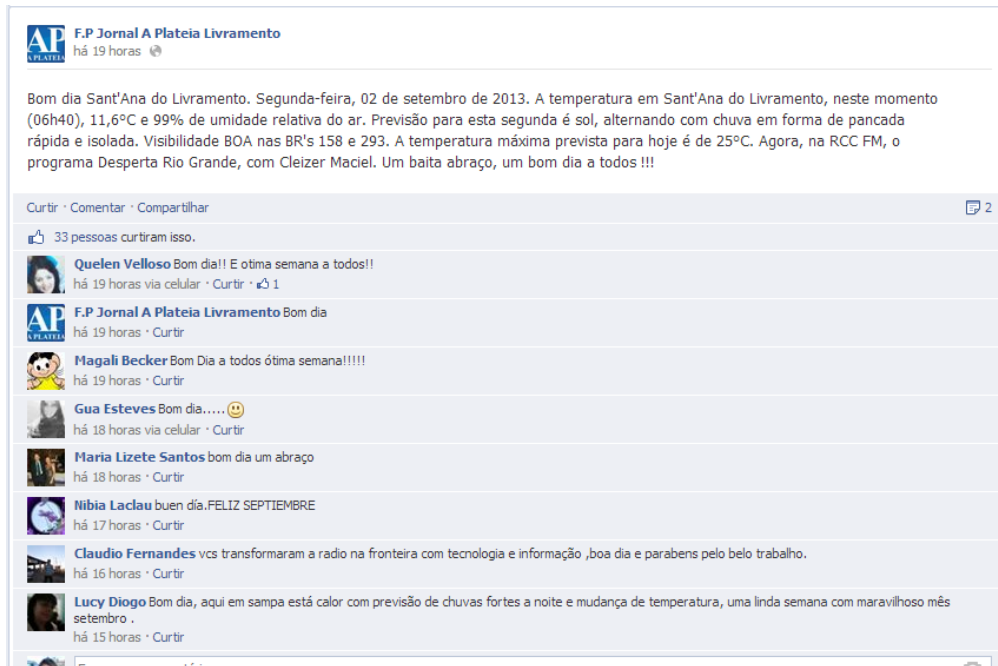 AP
A PLATEIA
F.P Jornal A Plateia Livramento
há 19 horas
Bom dia Sant'Ana do Livramento. Segunda-feira, 02 de setembro de 2013. A temperatura em Sant'Ana do Livramento, neste momento
(06h40), 11,6ºC e 99% de umidade relativa do ar. Previsão para esta segunda é sol, alternando com chuva em forma de pancada
rápida e isolada. Visibilidade BOA nas BR's 158 e 293. A temperatura máxima prevista para hoje é de 25ºC. Agora, na RCC FM, o
programa Desperta Rio Grande, com Cleizer Maciel. Um baita abraço, um bom dia a todos !!!
Curtir · Comentar · Compartilhar 2
33 pessoas curtiram isso.
Quelen Velloso Bom dia!! E otima semana a todos!!
há 19 horas via celular · Curtir · 1
AP
A PLATEIA
F.P Jornal A Plateia Livramento Bom dia
há 19 horas · Curtir
Magali Becker Bom Dia a todos ótima semana!!!!!
há 19 horas · Curtir
Gua Esteves Bom dia.....
há 18 horas via celular · Curtir
Maria Lizete Santos bom dia um abraço
há 18 horas · Curtir
Nibia Laclau buen día.FELIZ SEPTIEMBRE
há 17 horas · Curtir
Claudio Fernandes vcs transformaram a radio na fronteira com tecnologia e informação ,boa dia e parabens pelo belo trabalho.
há 16 horas · Curtir
Lucy Diogo Bom dia, aqui em sampa está calor com previsão de chuvas fortes a noite e mudança de temperatura, uma linda semana com maravilhoso mês
setembro .
há 15 horas · Curtir